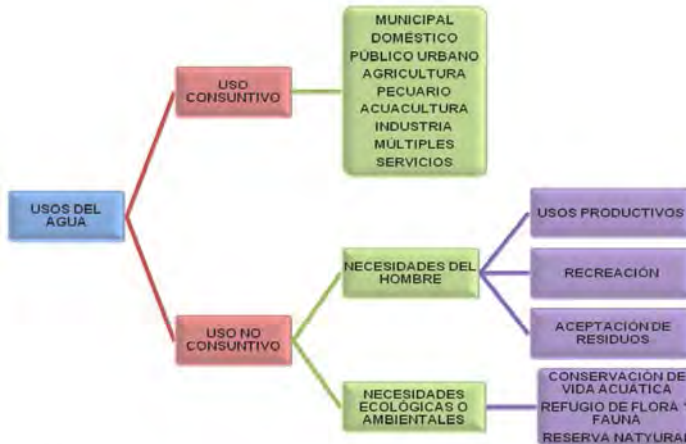 MUNICIPAL
DOMÉSTICO
PÚBLICO URBANO
AGRICULTURA
PECUARIO
ACUACULTURA
INDUSTRIA
MÚLTIPLES
SERVICIOS
USO
CONSUNTIVO
USOS DEL
AGUA
USO NO
CONSUNTIVO
NECESIDADES DEL
HOMBRE
USOS PRODUCTIVOS
RECREACIÓN
ACEPTACIÓN DE
RESIDUOS
NECESIDADES
ECOLÓGICAS O
AMBIENTALES
CONSERVACIÓN DE
VIDA ACUÁTICA
REFUGIO DE FLORA Y
FAUNA
RESERVA NATYURAL